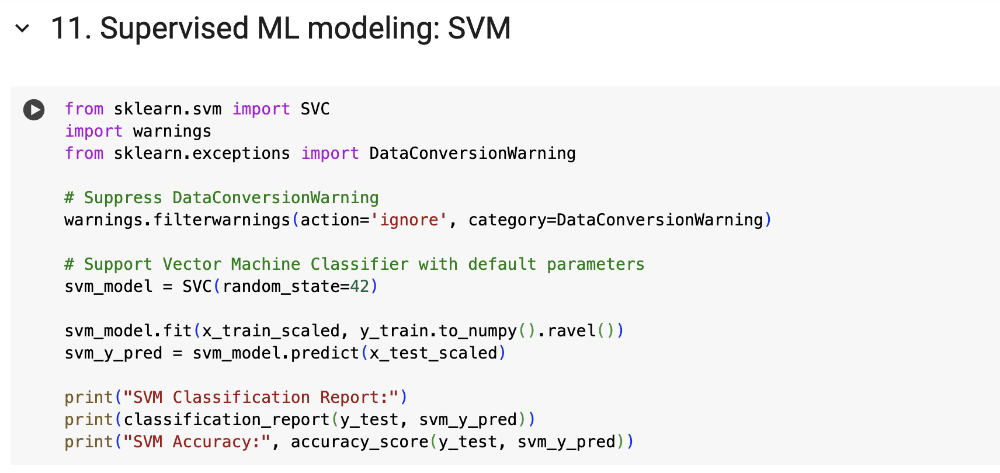 11. Supervised ML modeling: SVM
from sklearn.svm import SVC
import warnings
from sklearn.exceptions import DataConversionWarning
# Suppress DataConversionWarning
warnings.filterwarnings(action='ignore', category=DataConversionWarning)
# Support Vector Machine Classifier with default parameters
svm_model = SVC(random_state=42)
svm_model.fit(x_train_scaled, y_train.to_numpy().ravel())
svm_y_pred = svm_model.predict(x_test_scaled)
print("SVM Classification Report:")
print(classification_report(y_test, svm_y_pred))
print("SVM Accuracy:", accuracy_score(y_test, svm_y_pred))